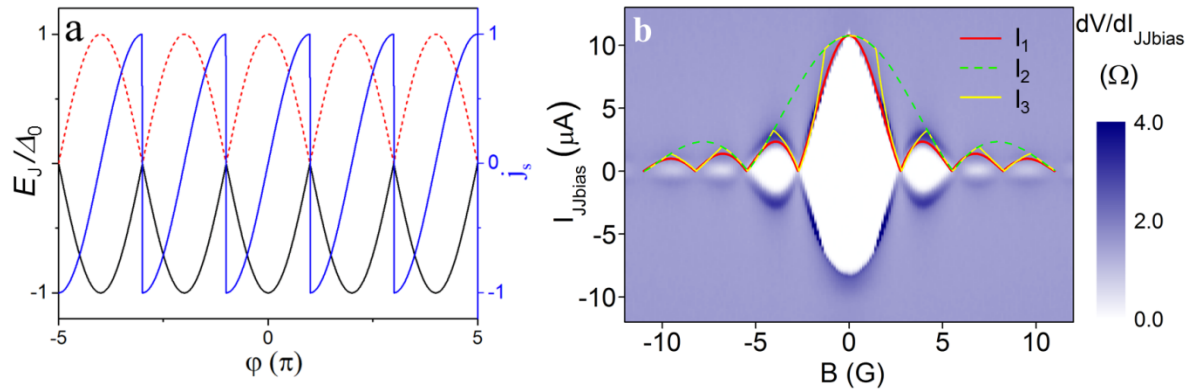 a
1
0
-1
E_J/Δ_0
-5
0
5
φ (π)
1
0
-1
j_s
b
10
5
0
-5
-10
I_JJbias (μA)
-10
-5
0
5
10
B (G)
I_1
I_2
I_3
dV/dI_JJbias
(Ω)
4.0
2.0
0.0